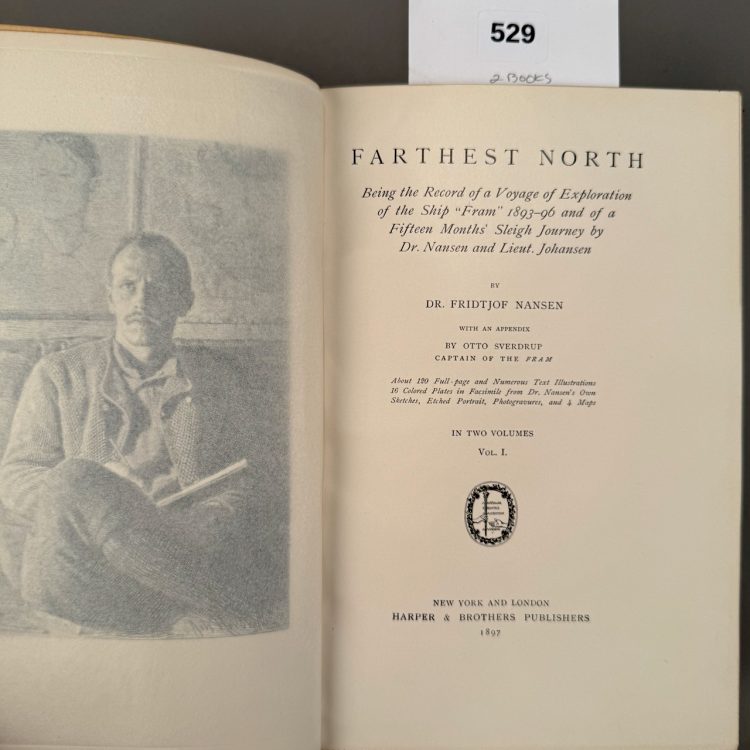 529
2 BOOKS
FARTHEST NORTH
Being the Record of a Voyage of Exploration
of the Ship "Fram" 1893–96 and of a
Fifteen Months' Sleigh Journey by
Dr. Nansen and Lieut. Johansen
BY
DR. FRIDTJOF NANSEN
WITH AN APPENDIX
BY OTTO SVERDRUP
CAPTAIN OF THE FRAM
About 120 Full-page and Numerous Text Illustrations
16 Colored Plates in Facsimile from Dr. Nansen's Own
Sketches, Etched Portrait, Photogravures, and 4 Maps
IN TWO VOLUMES
VOL. I.
NEW YORK AND LONDON
HARPER & BROTHERS PUBLISHERS
1897